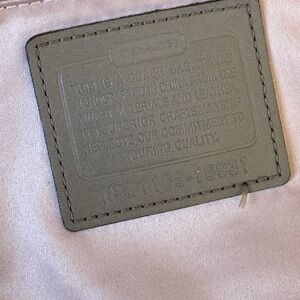 COACH
THIS IS A COACH BAG. IT WAS
HANDCRAFTED IN CHINA FROM THE
FINEST MATERIALS AND LEATHER.
ITS SUPERIOR CRAFTSMANSHIP
REFLECTS OUR COMMITMENT TO
ENDURING QUALITY.